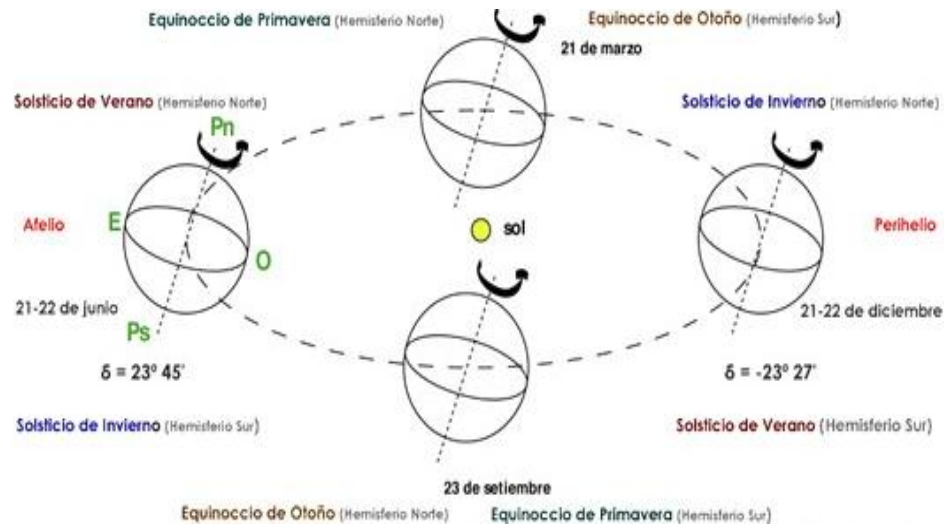 Equinoccio de Primavera (Hemisferio Norte)
Equinoccio de Otoño (Hemisferio Sur)
21 de marzo
Solsticio de Verano (Hemisferio Norte)
Solsticio de Invierno (Hemisferio Norte)
Pn
Afelio
E
sol
Perihelio
O
21-22 de junio
21-22 de diciembre
Ps
δ = 23º 45'
δ = -23º 27'
Solsticio de Invierno (Hemisferio Sur)
Solsticio de Verano (Hemisferio Sur)
23 de setiembre
Equinoccio de Otoño (Hemisferio Norte)
Equinoccio de Primavera (Hemisferio Sur)